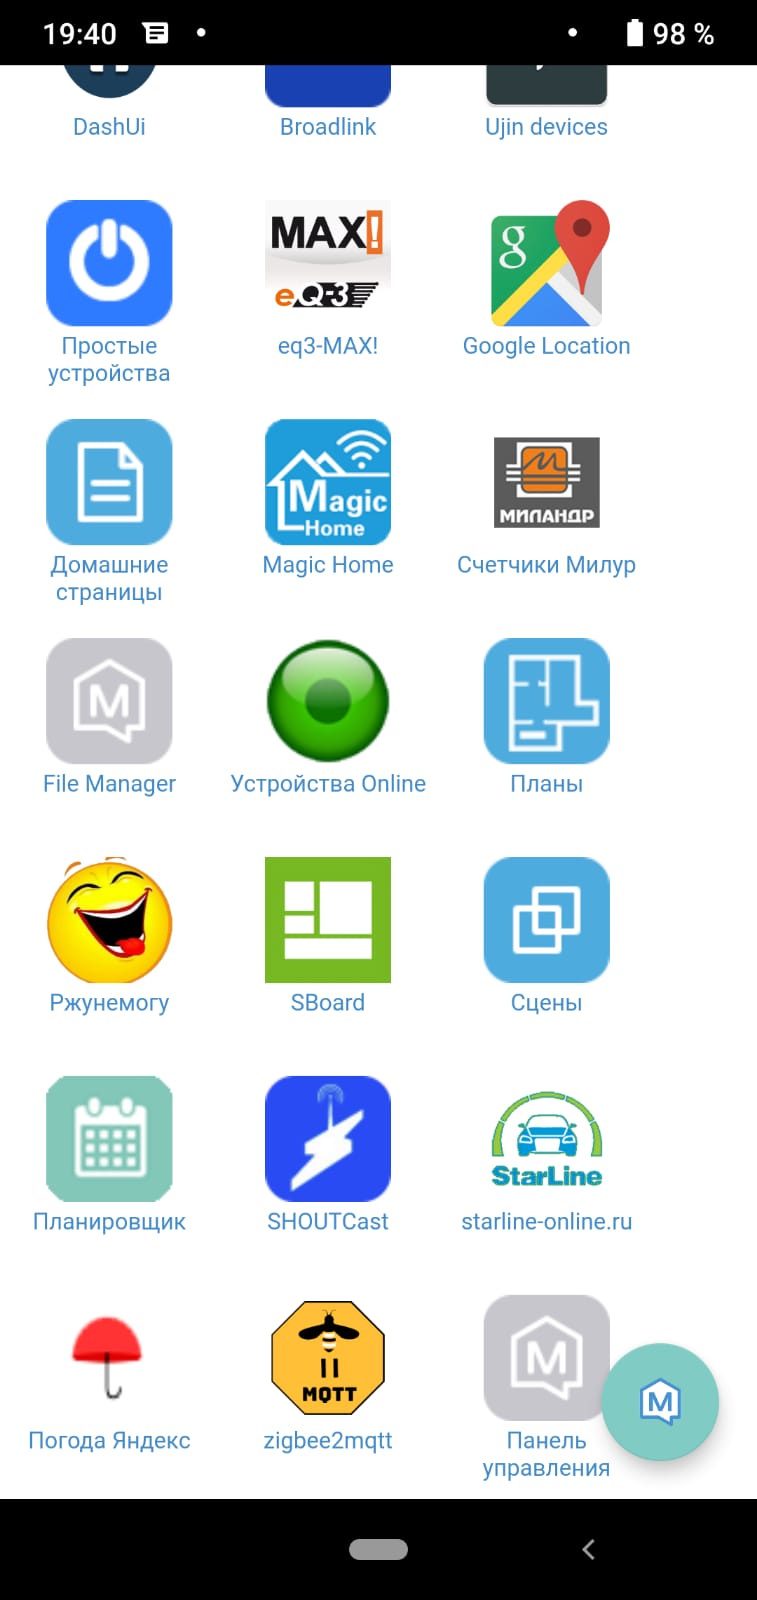 19:40
98 %
DashUi
Broadlink
Ujin devices
MAX!
eQ-3
g
Простые
устройства
eq3-MAX!
Google Location
Magic
Home
МИЛАНДР
Домашние
страницы
Magic Home
Счетчики Милур
M
File Manager
Устройства Online
Планы
Ржунемогу
SBoard
Сцены
StarLine
Планировщик
SHOUTCast
starline-online.ru
MQTT
M
M
Погода Яндекс
zigbee2mqtt
Панель
управления